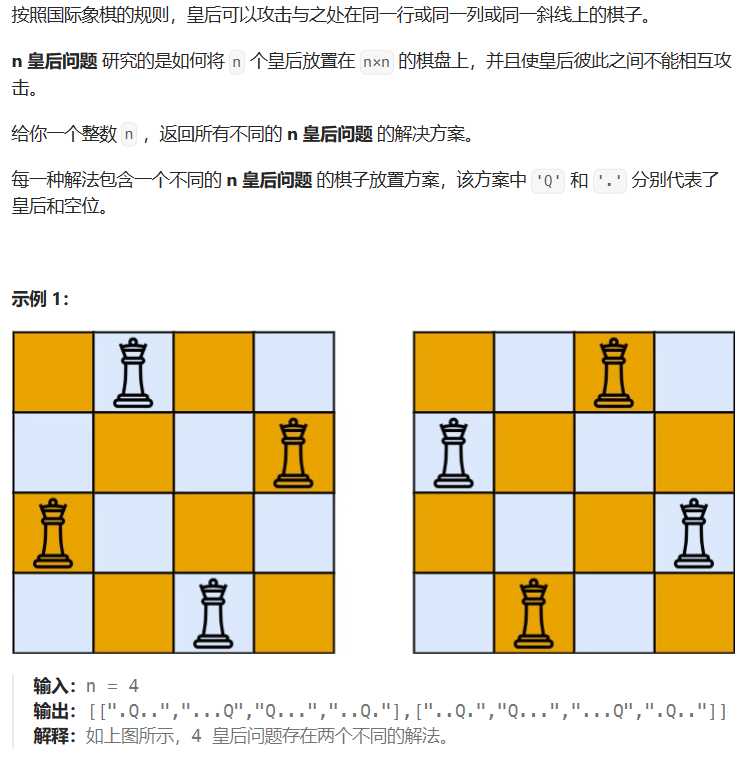 按照国际象棋的规则，皇后可以攻击与之处在同一行或同一列或同一斜线上的棋子。
n 皇后问题 研究的是如何将 n 个皇后放置在 n×n 的棋盘上，并且使皇后彼此之间不能相互攻
击。
给你一个整数 n ，返回所有不同的 n 皇后问题 的解决方案。
每一种解法包含一个不同的 n 皇后问题 的棋子放置方案，该方案中 'Q' 和 '.' 分别代表了
皇后和空位。
示例 1：
输入：n = 4
输出：[[".Q..","...Q","Q...","..Q."],["..Q.","Q...","...Q",".Q.."]]
解释：如上图所示，4 皇后问题存在两个不同的解法。